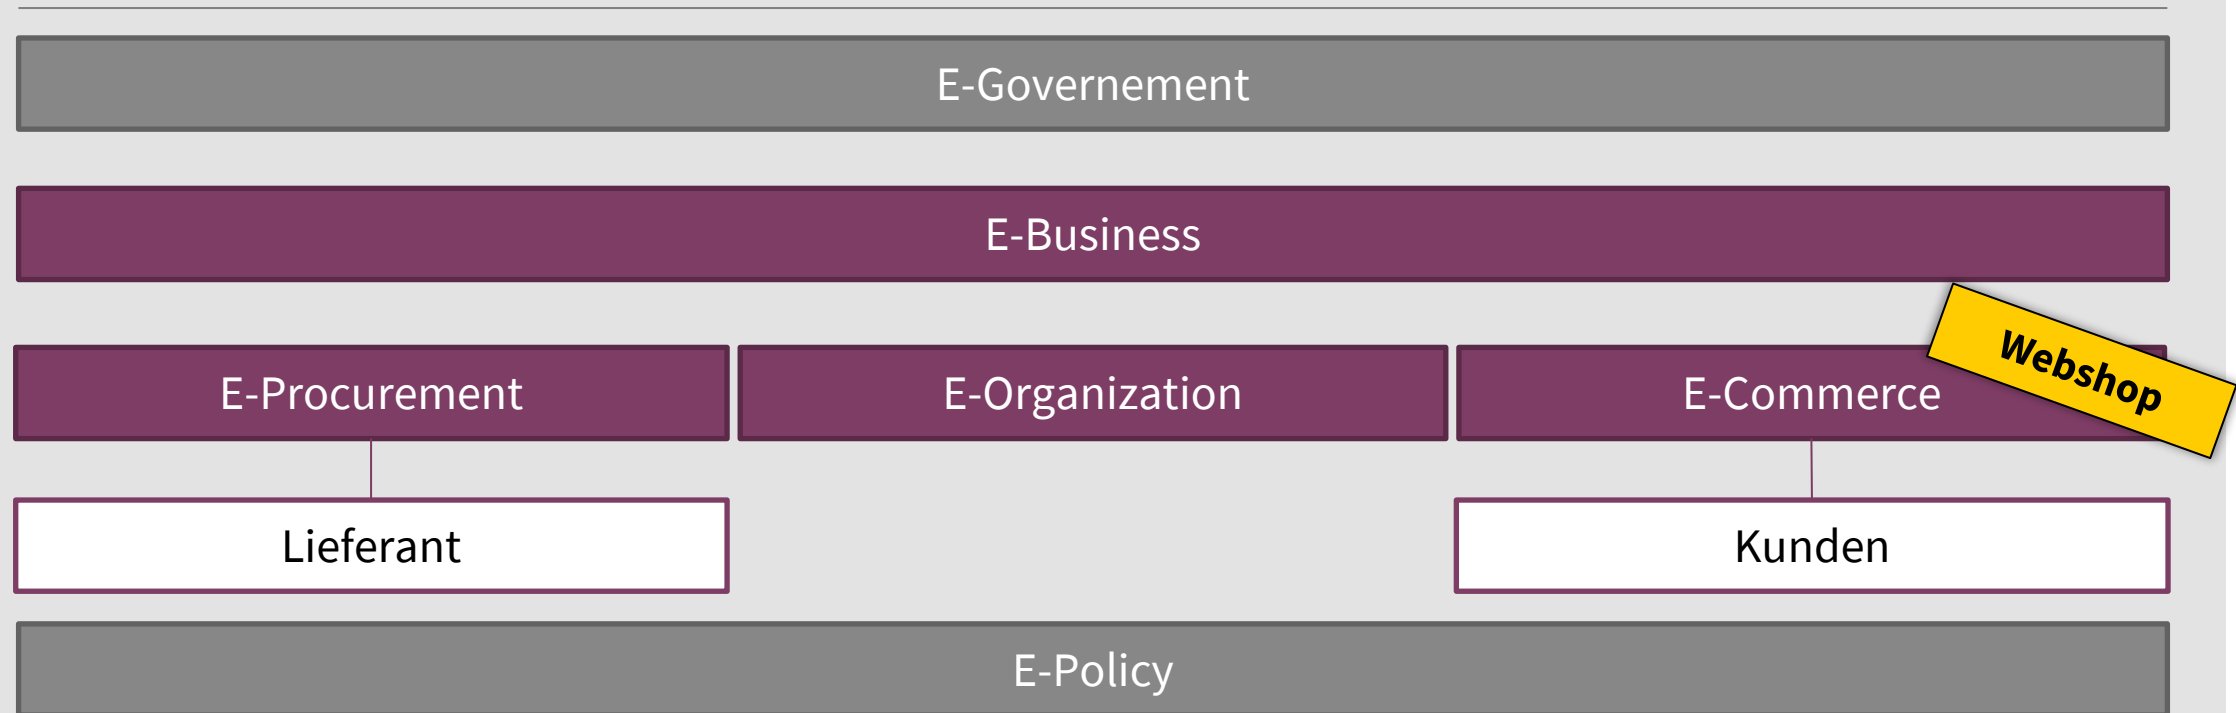 E-Governement
E-Business
Webshop
E-Procurement
E-Organization
E-Commerce
Lieferant
Kunden
E-Policy